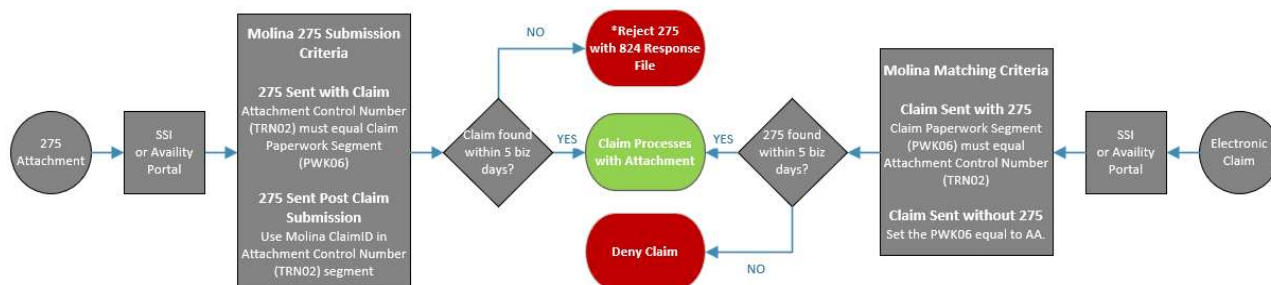 275
Attachment
SSI
or Availity
Portal
Molina 275 Submission
Criteria
275 Sent with Claim
Attachment Control Number
(TRN02) must equal Claim
Paperwork Segment
(PWK06)
275 Sent Post Claim
Submission
Use Molina ClaimID in
Attachment Control Number
(TRN02) segment
Claim found
within 5 biz
days?
NO
*Reject 275
with 824 Response
File
YES
Claim Processes
with Attachment
YES
275 found
within 5 biz
days?
NO
Deny Claim
Molina Matching Criteria
Claim Sent with 275
Claim Paperwork Segment
(PWK06) must equal
Attachment Control Number
(TRN02)
Claim Sent without 275
Set the PWK06 equal to AA.
SSI
or Availity
Portal
Electronic
Claim